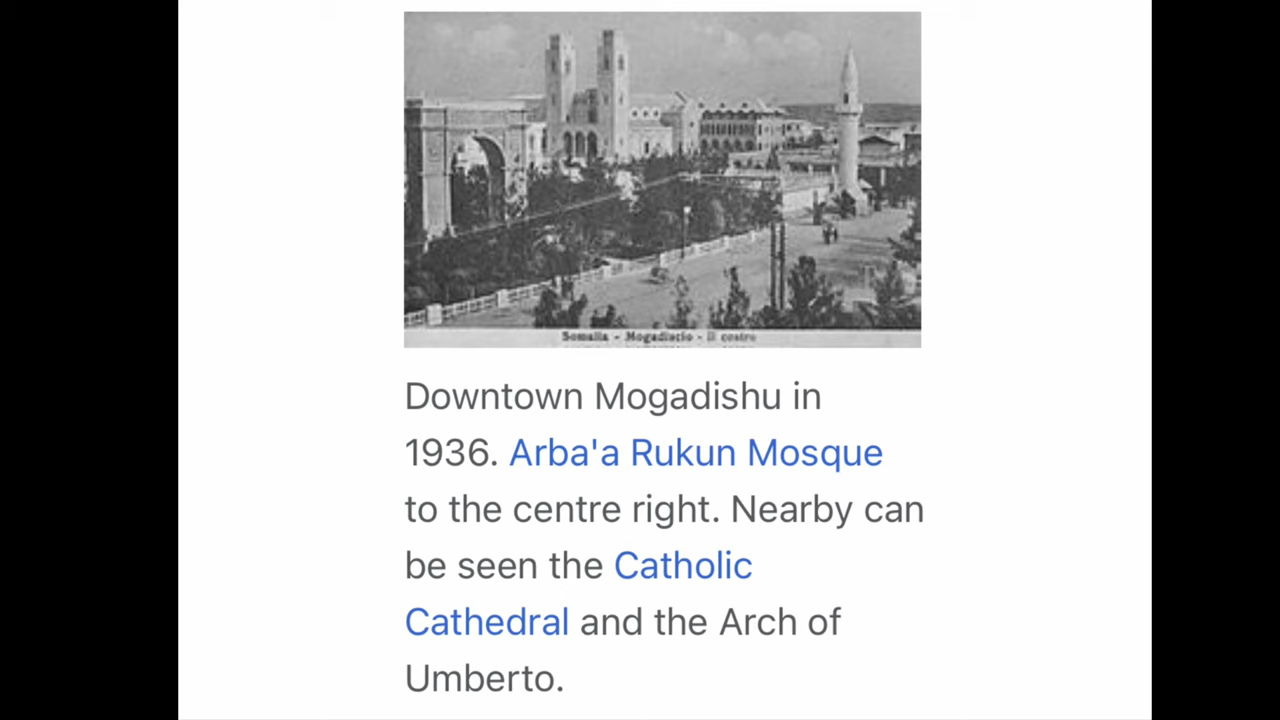 Somalia - Mogadiscio - Il centro
Downtown Mogadishu in
1936. Arba'a Rukun Mosque
to the centre right. Nearby can
be seen the Catholic
Cathedral and the Arch of
Umberto.